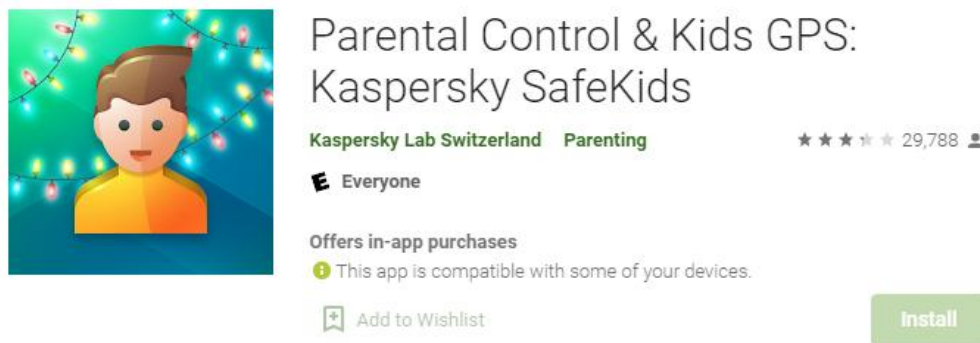 Parental Control & Kids GPS:
Kaspersky SafeKids
Kaspersky Lab Switzerland Parenting 29,788
E Everyone
Offers in-app purchases
This app is compatible with some of your devices.
Add to Wishlist
Install